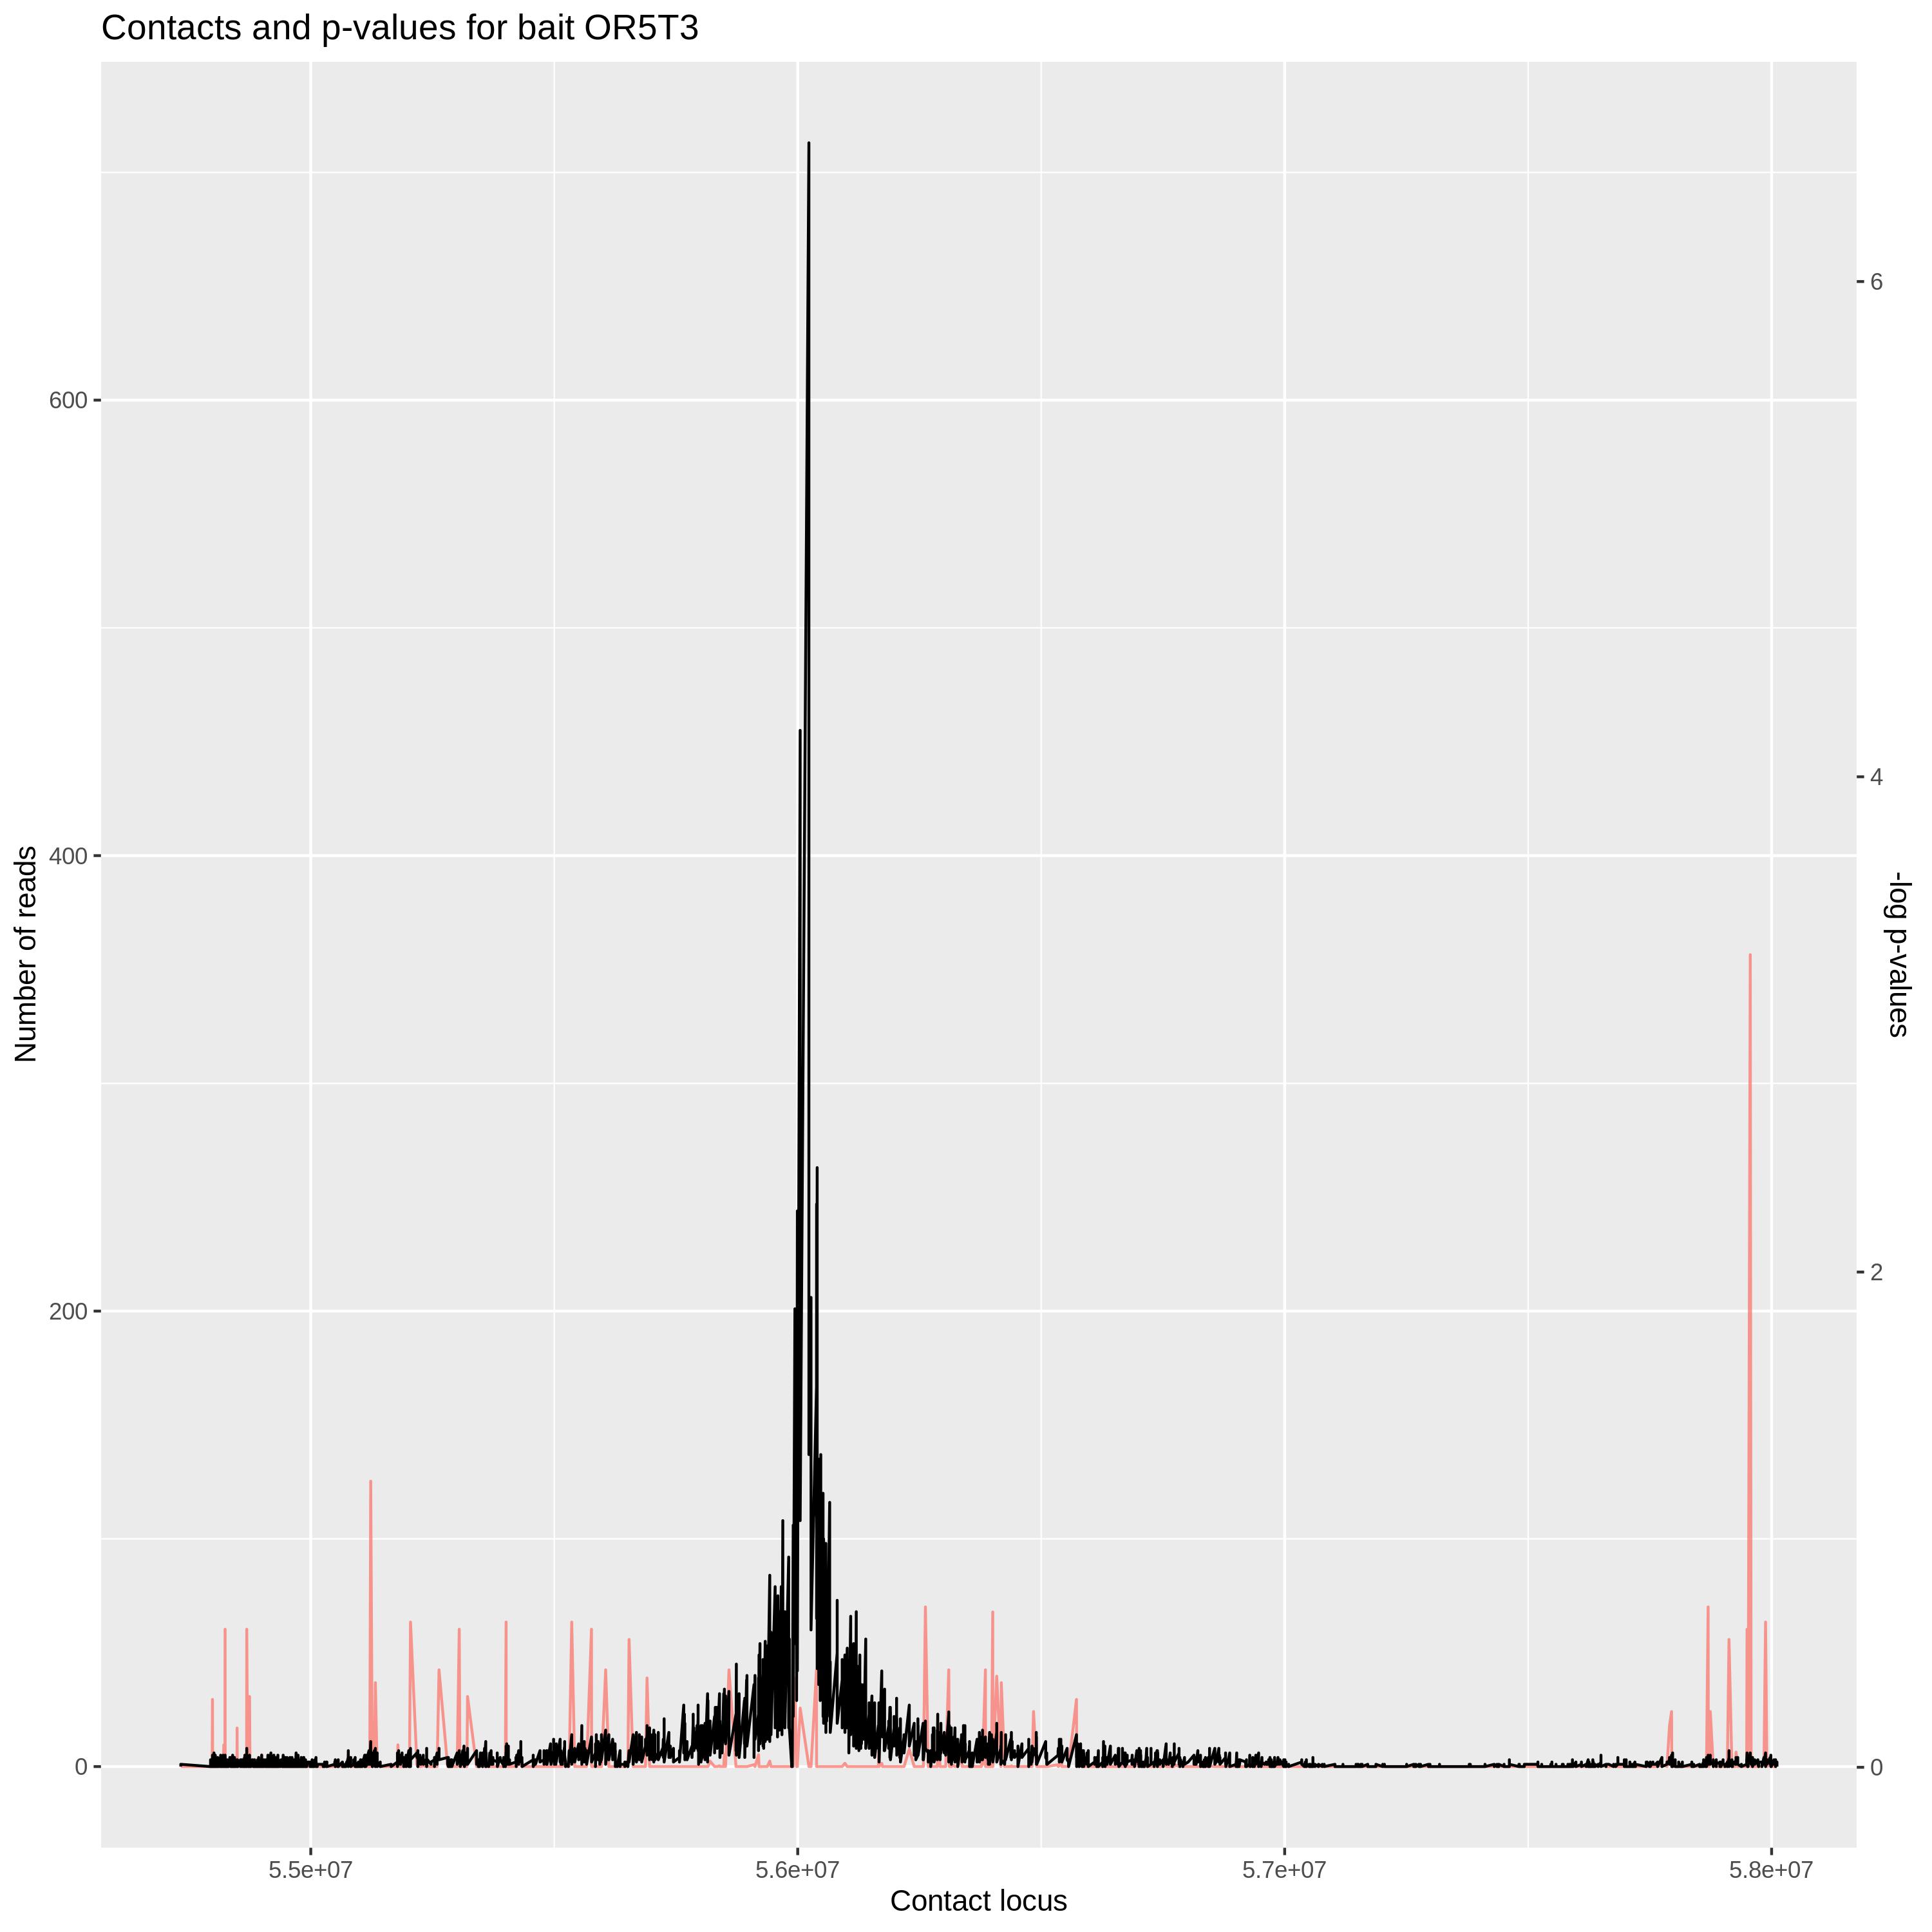 Contacts and p-values for bait OR5T3
600
400
200
0
Number of reads
6
4
2
0
-log p-values
5.5e+07 5.6e+07 5.7e+07 5.8e+07
Contact locus